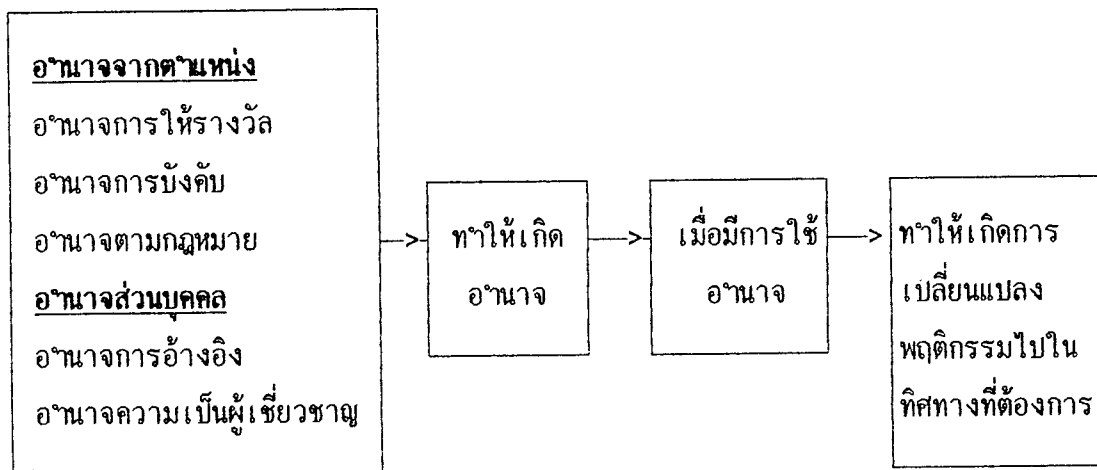 อำนาจจากตำแหน่ง
อำนาจการให้รางวัล
อำนาจการบังคับ
อำนาจตามกฎหมาย
อำนาจส่วนบุคคล
อำนาจการอ้างอิง
อำนาจความเป็นผู้เชี่ยวชาญ
ทำให้เกิด
อำนาจ
เมื่อมีการใช้
อำนาจ
ทำให้เกิดการ
เปลี่ยนแปลง
พฤติกรรมไปใน
ทิศทางที่ต้องการ